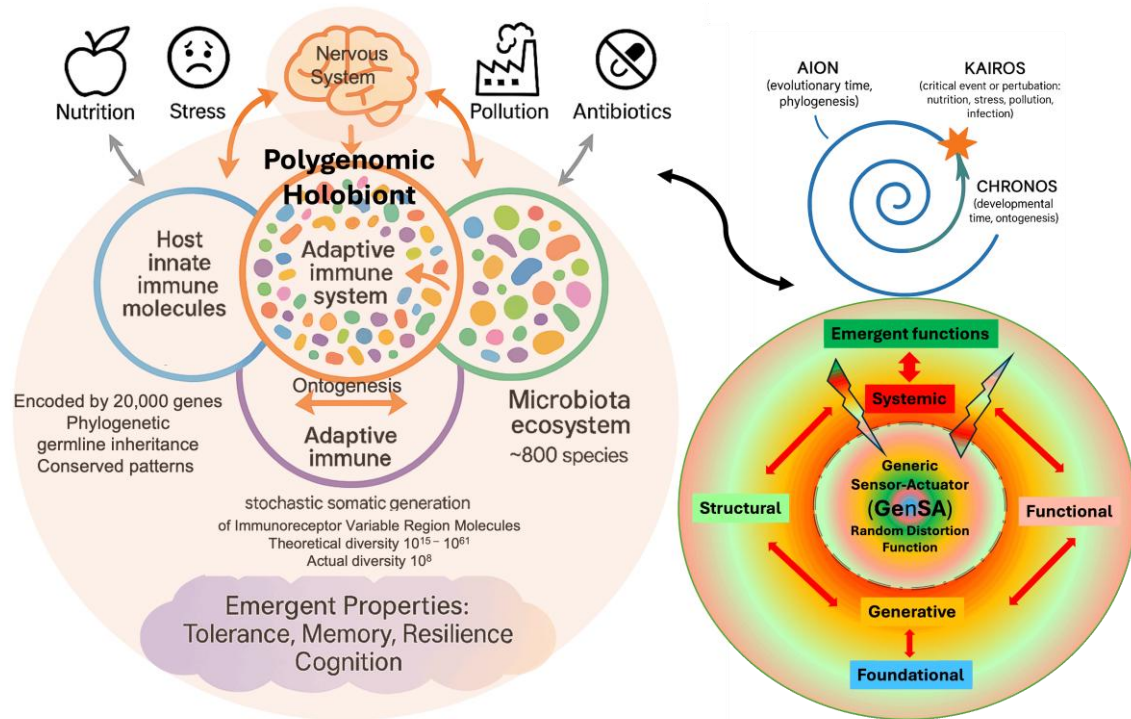 Nutrition
Stress
Nervous
System
Pollution
Antibiotics
Polygenomic
Holobiont
Host
innate
immune
molecules
Adaptive
immune
system
Ontogenesis
Adaptive
immune
Encoded by 20,000 genes
Phylogenetic
germline inheritance
Conserved patterns
Microbiota
ecosystem
~800 species
stochastic somatic generation
of Immunoreceptor Variable Region Molecules
Theoretical diversity 10¹⁵⁻ 10⁶¹
Actual diversity 10⁸
Emergent Properties:
Tolerance, Memory, Resilience
Cognition
AION
(evolutionary time,
phylogenesis)
KAIROS
(critical event or pertubation:
nutrition, stress, pollution,
infection)
CHRONOS
(developmental
time, ontogenesis)
Emergent functions
Systemic
Generic
Sensor-Actuator
(GenSA)
Random Distortion
Function
Structural
Functional
Generative
Foundational